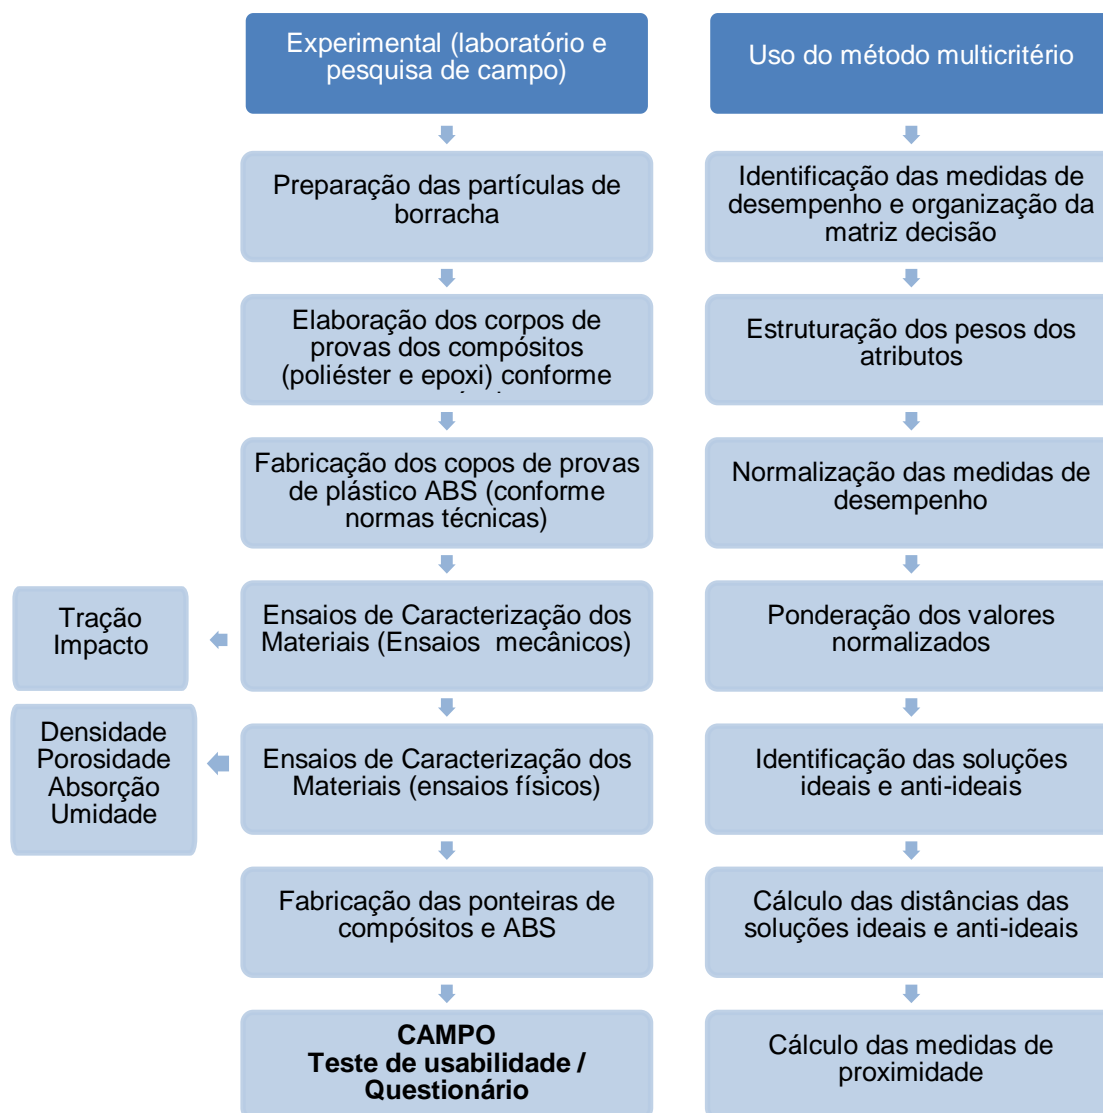 Experimental (laboratório e
pesquisa de campo)
Preparação das partículas de
borracha
Elaboração dos corpos de
provas dos compósitos
(poliéster e epoxi) conforme
Fabricação dos copos de provas
de plástico ABS (conforme
normas técnicas)
Ensaios de Caracterização dos
Materiais (Ensaios mecânicos)
Tração
Impacto
Ensaios de Caracterização dos
Materiais (ensaios físicos)
Densidade
Porosidade
Absorção
Umidade
Fabricação das ponteiras de
compósitos e ABS
CAMPO
Teste de usabilidade /
Questionário
Uso do método multicritério
Identificação das medidas de
desempenho e organização da
matriz decisão
Estruturação dos pesos dos
atributos
Normalização das medidas de
desempenho
Ponderação dos valores
normalizados
Identificação das soluções
ideais e anti-ideais
Cálculo das distâncias das
soluções ideais e anti-ideais
Cálculo das medidas de
proximidade